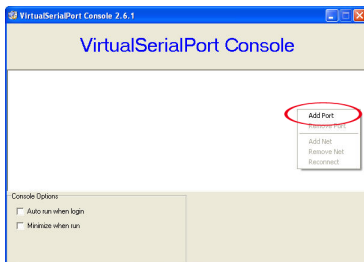 VirtualSerialPort Console 2.6.1
VirtualSerialPort Console
Add Port
Remove Port
Add Net
Remove Net
Reconnect
Console Options
Auto run when login
Minimize when run